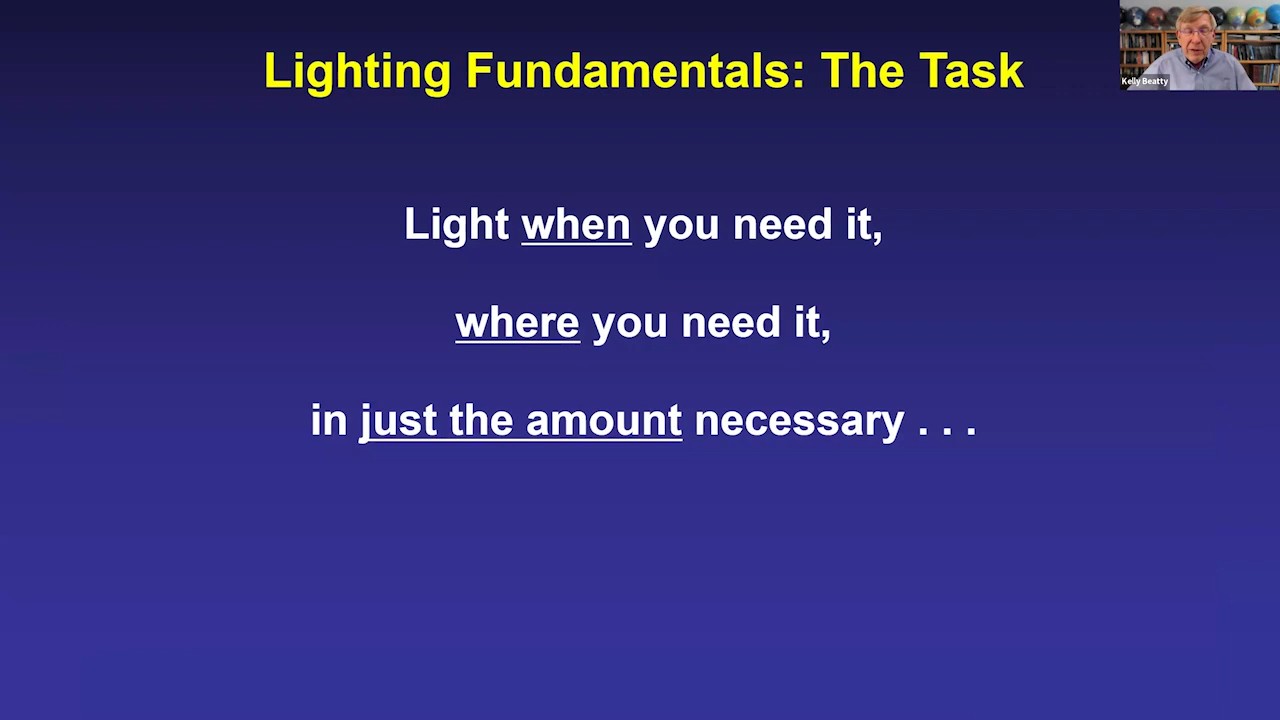 Lighting Fundamentals: The Task
Kelly Beatty
Light when you need it,
where you need it,
in just the amount necessary . . .